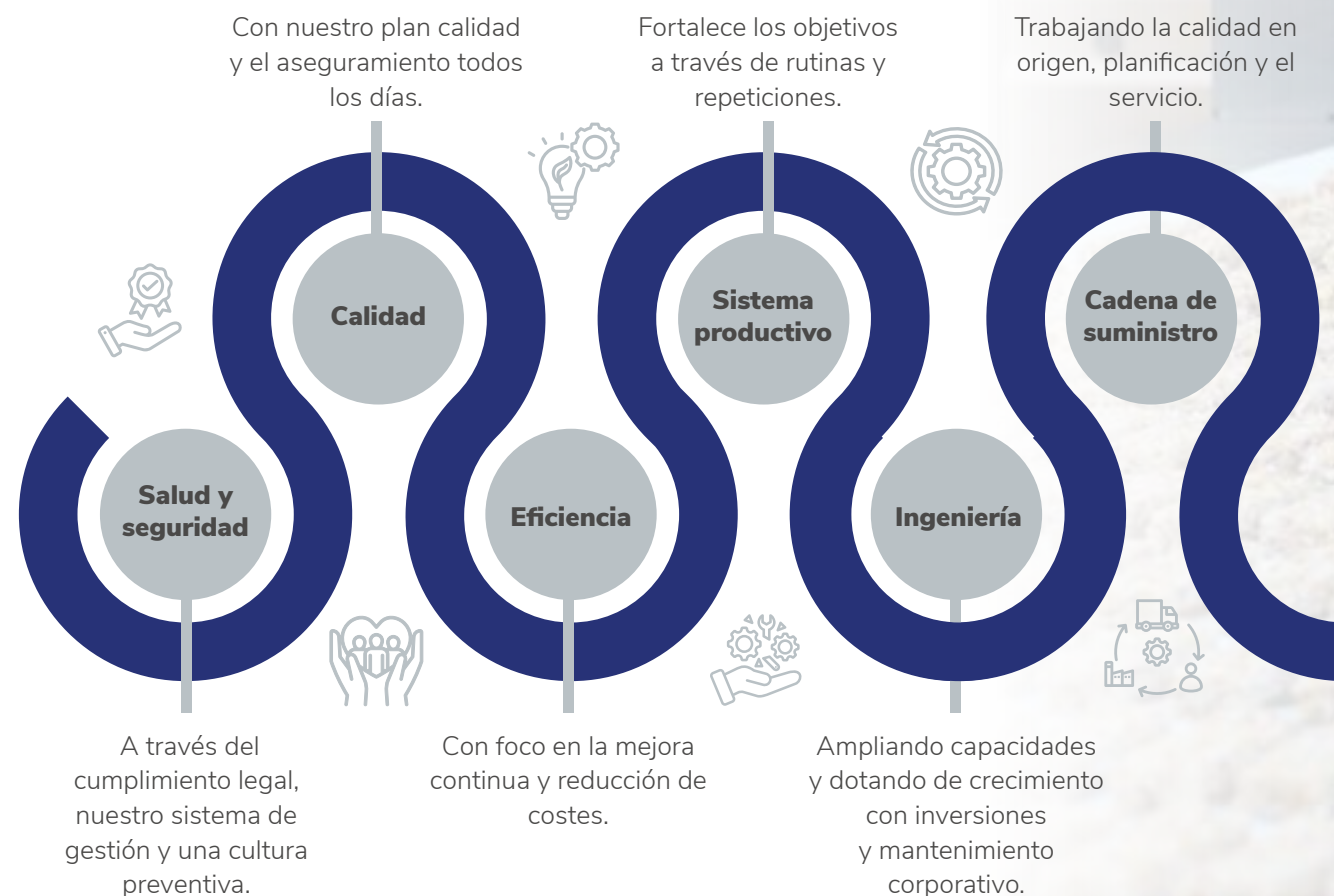 Con nuestro plan calidad
y el aseguramiento todos
los días.
Fortalece los objetivos
a través de rutinas y
repeticiones.
Trabajando la calidad en
origen, planificación y el
servicio.
Calidad
Sistema
productivo
Cadena de
suministro
Salud y
seguridad
Eficiencia
Ingeniería
A través del
cumplimiento legal,
nuestro sistema de
gestión y una cultura
preventiva.
Con foco en la mejora
continua y reducción de
costes.
Ampliando capacidades
y dotando de crecimiento
con inversiones
y mantenimiento
corporativo.